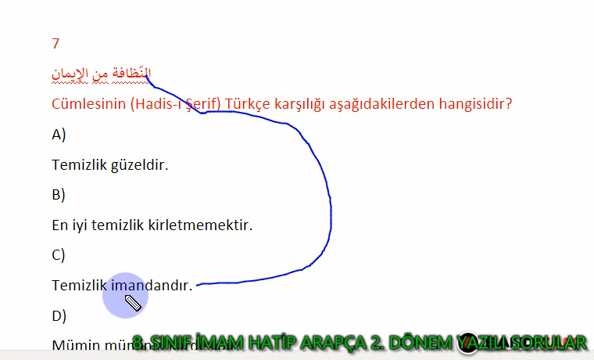 7
النّظافة من الإيمان
Cümlesinin (Hadis-i Şerif) Türkçe karşılığı aşağıdakilerden hangisidir?
A)
Temizlik güzeldir.
B)
En iyi temizlik kirletmemektir.
C)
Temizlik imandandır.
D)
Mümin
8. SINIF İMAM HATİP ARAPÇA 2. DÖNEM YAZILI SORULAR